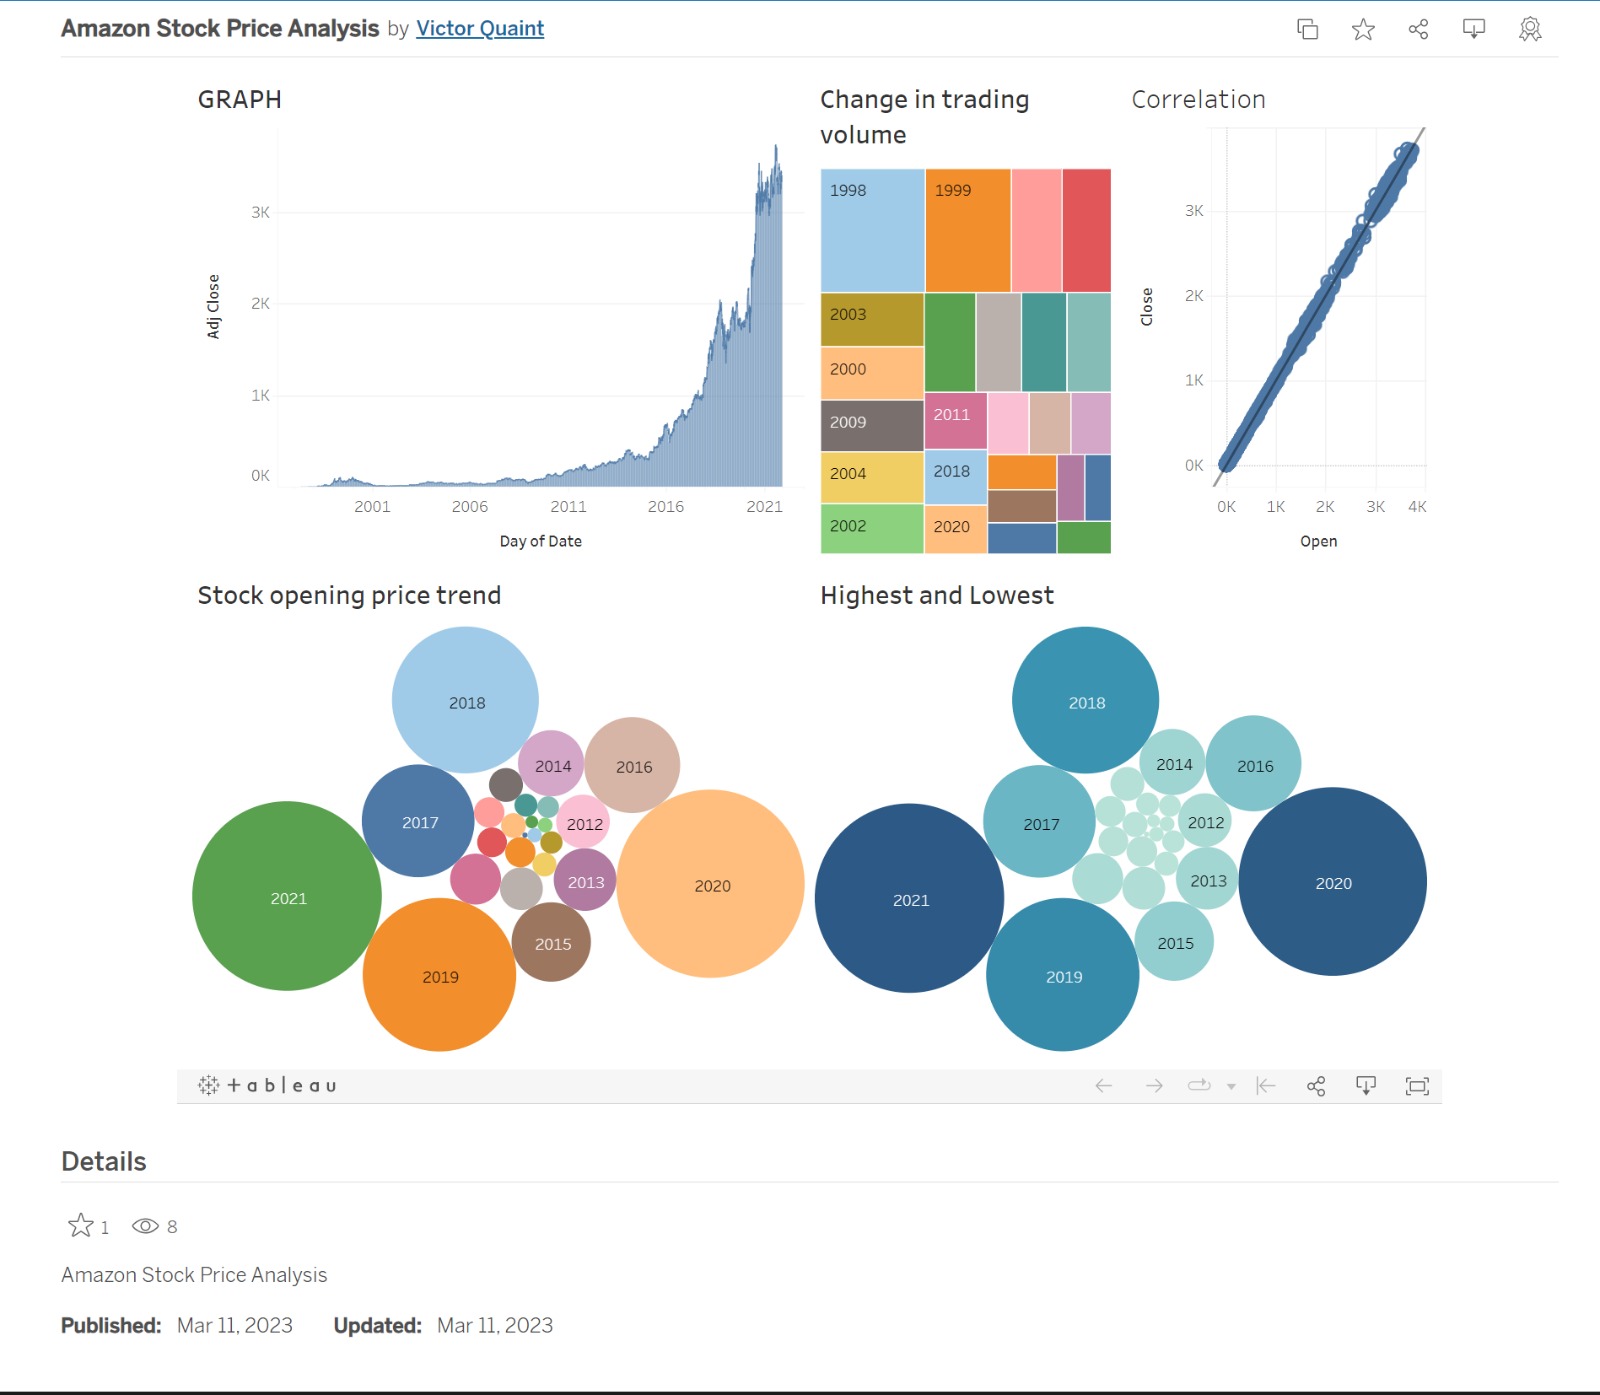 Amazon Stock Price Analysis by Victor Quaint
GRAPH
3K
2K
1K
0K
Adj Close
2001 2006 2011 2016 2021
Day of Date
Change in trading
volume
1998 1999
2003
2000
2009 2011
2004 2018
2002 2020
Correlation
3K
2K
1K
0K
Close
0K 1K 2K 3K 4K
Open
Stock opening price trend
2018
2014 2016
2017 2012
2021 2013 2020
2015
2019
Highest and Lowest
2018
2014 2016
2017 2012
2021 2013 2020
2015
2019
+ a b l e a u
Details
1 8
Amazon Stock Price Analysis
Published: Mar 11, 2023 Updated: Mar 11, 2023